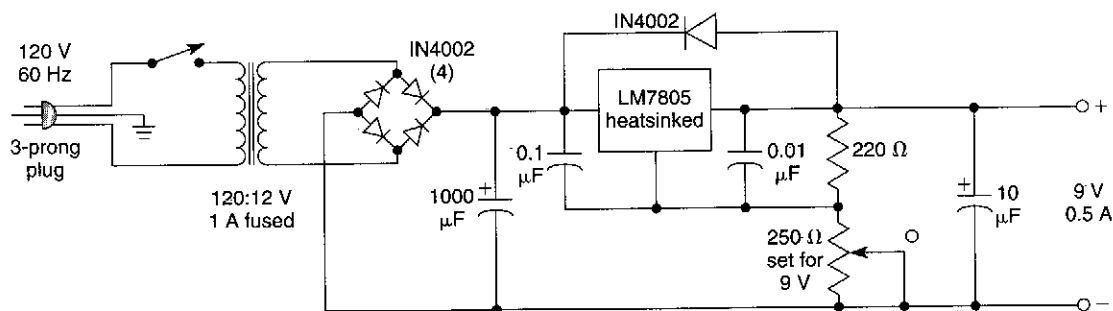 120 V
60 Hz
3-prong
plug
120:12 V
1 A fused
IN4002
(4)
1000
µF
+
0.1
µF
IN4002
LM7805
heatsinked
0.01
µF
220 Ω
250 Ω
set for
9 V
+
10
µF
9 V
0.5 A
+
−